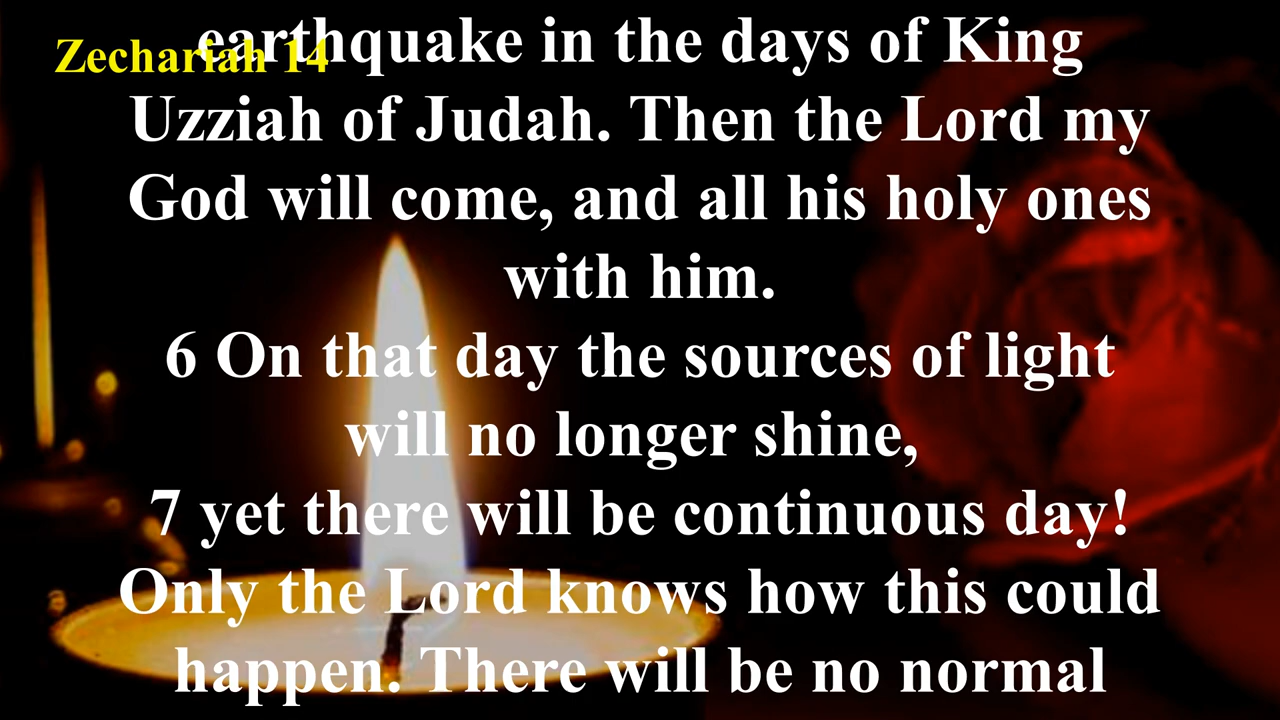 Zechariah 14
earthquake in the days of King
Uzziah of Judah. Then the Lord my
God will come, and all his holy ones
with him.
6 On that day the sources of light
will no longer shine,
7 yet there will be continuous day!
Only the Lord knows how this could
happen. There will be no normal